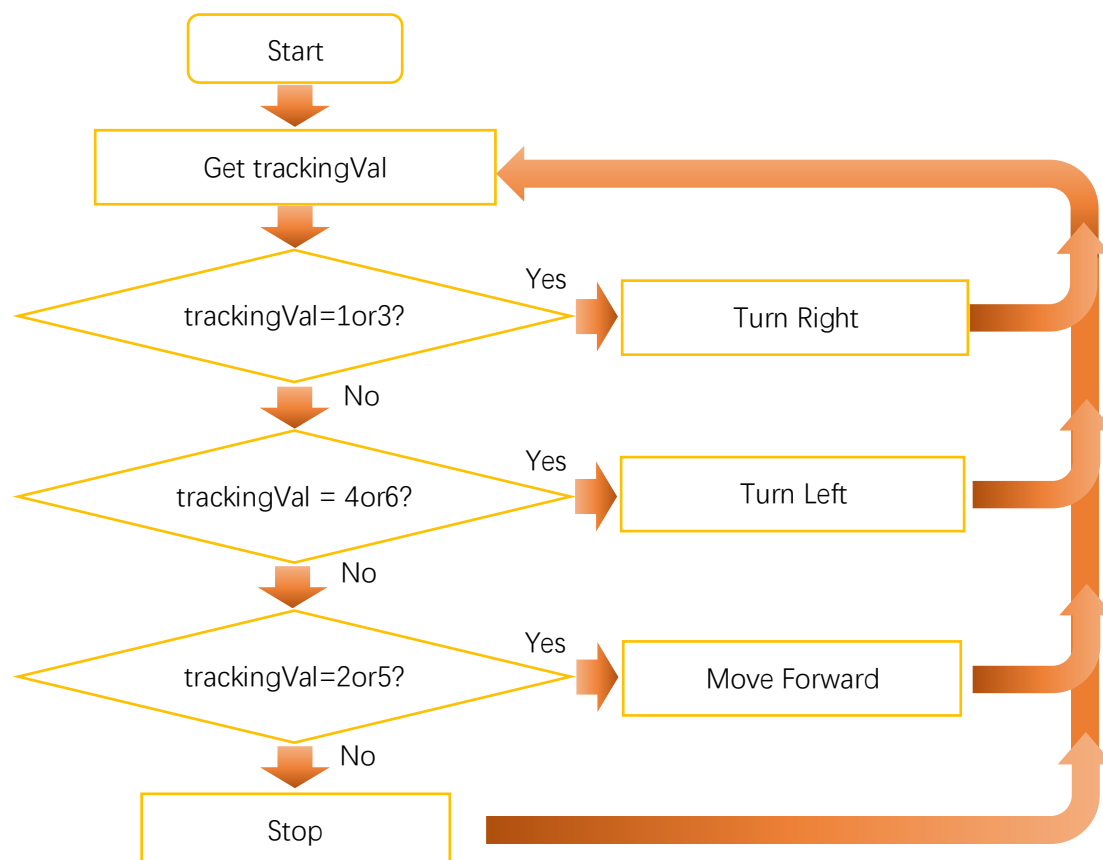 Start
Get trackingVal
trackingVal=1or3?
Yes
Turn Right
No
trackingVal = 4or6?
Yes
Turn Left
No
trackingVal=2or5?
Yes
Move Forward
No
Stop